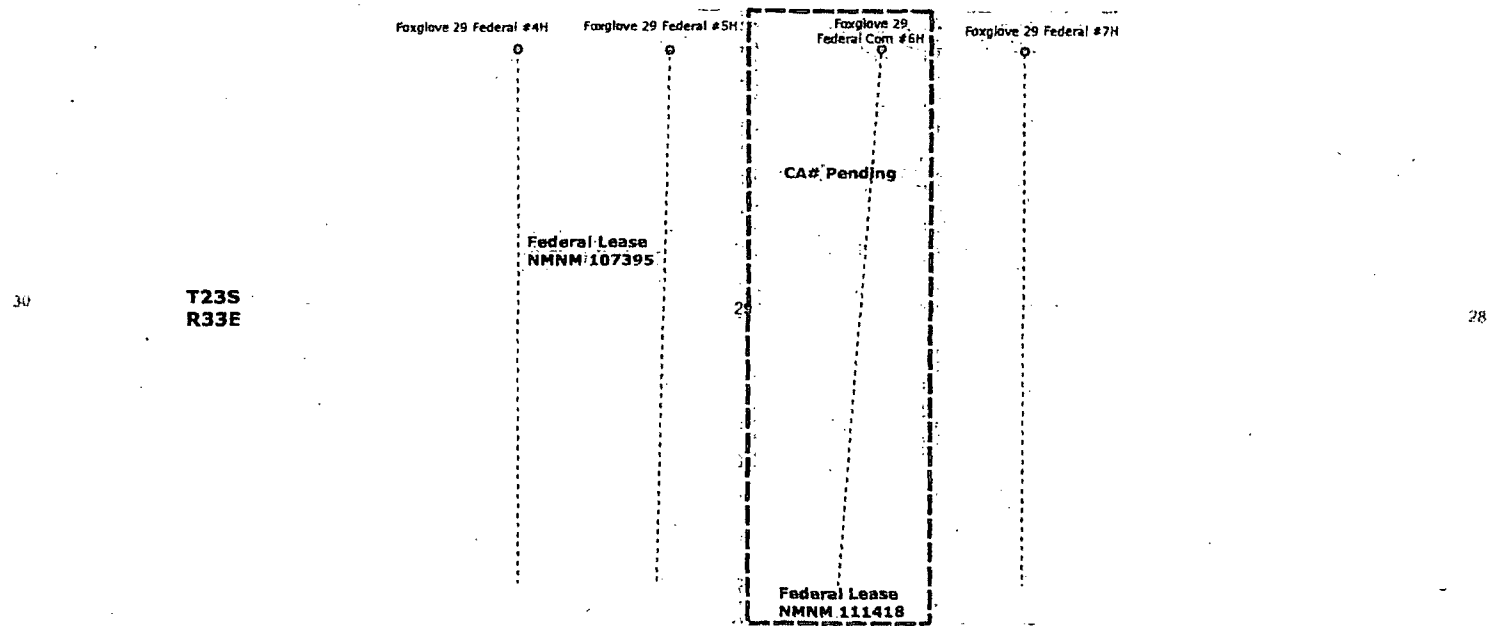 Foxglove 29 Federal #4H
Foxglove 29 Federal #5H
Foxglove 29
Federal Com #6H
Foxglove 29 Federal #7H
CA# Pending
Federal Lease
NMNM 107395
30
T23S
R33E
29
28
Federal Lease
NMNM 111418